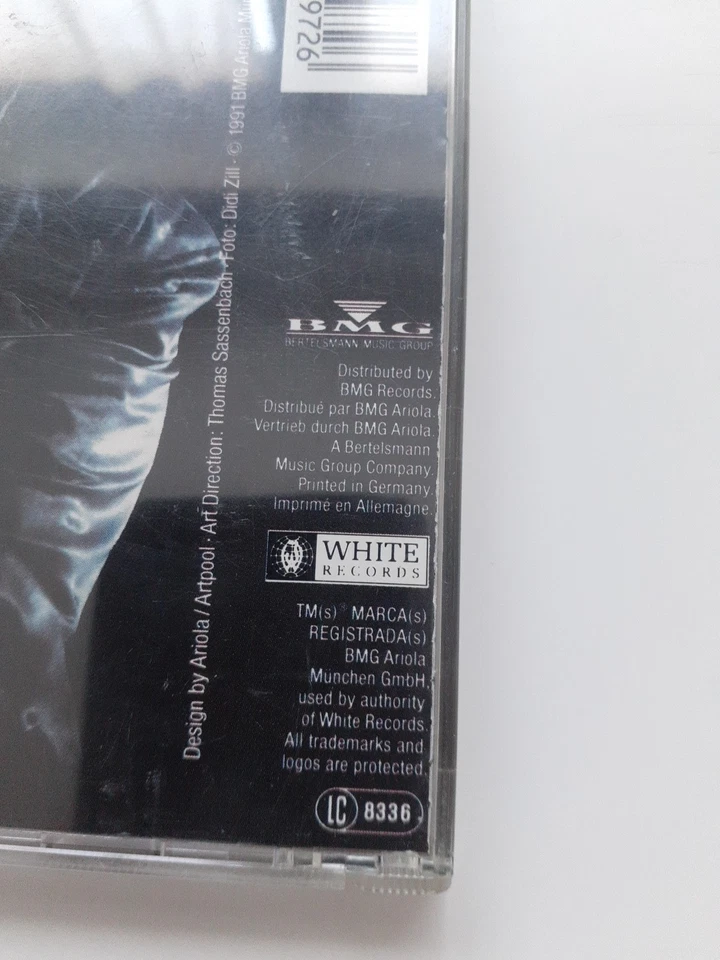 9726
Design by Ariola / Artpool · Art Direction: Thomas Sassenbach · Foto: Didi Zill · © 1991 BMG Ariola
BMG
BERTELSMANN MUSIC GROUP
Distributed by
BMG Records.
Distribué par BMG Ariola.
Vertrieb durch BMG Ariola.
A Bertelsmann
Music Group Company.
Printed in Germany.
Imprimé en Allemagne.
WHITE
RECORDS
TM(s) MARCA(s)
REGISTRADA(s)
BMG Ariola
München GmbH,
used by authority
of White Records.
All trademarks and
logos are protected.
LC 8336